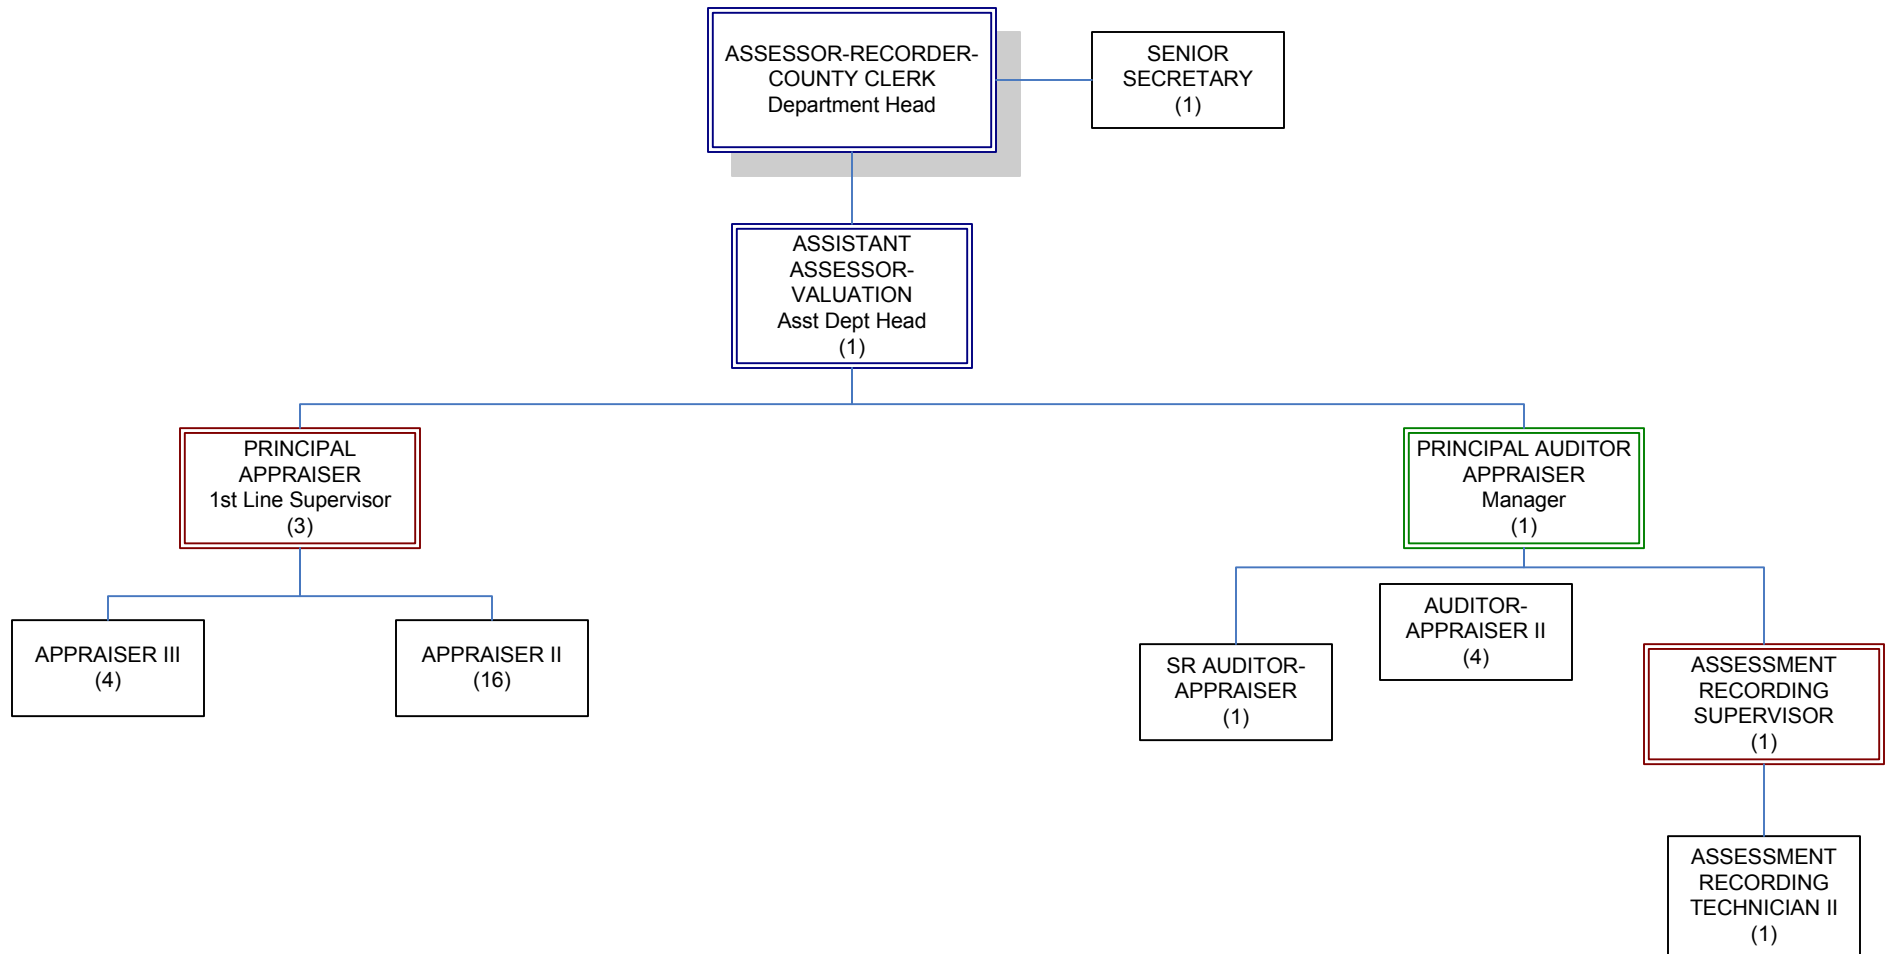 ASSESSOR-RECORDER-
COUNTY CLERK
Department Head
SENIOR
SECRETARY
(1)
ASSISTANT
ASSESSOR-
VALUATION
Asst Dept Head
(1)
PRINCIPAL
APPRAISER
1st Line Supervisor
(3)
PRINCIPAL AUDITOR
APPRAISER
Manager
(1)
APPRAISER III
(4)
APPRAISER II
(16)
SR AUDITOR-
APPRAISER
(1)
AUDITOR-
APPRAISER II
(4)
ASSESSMENT
RECORDING
SUPERVISOR
(1)
ASSESSMENT
RECORDING
TECHNICIAN II
(1)